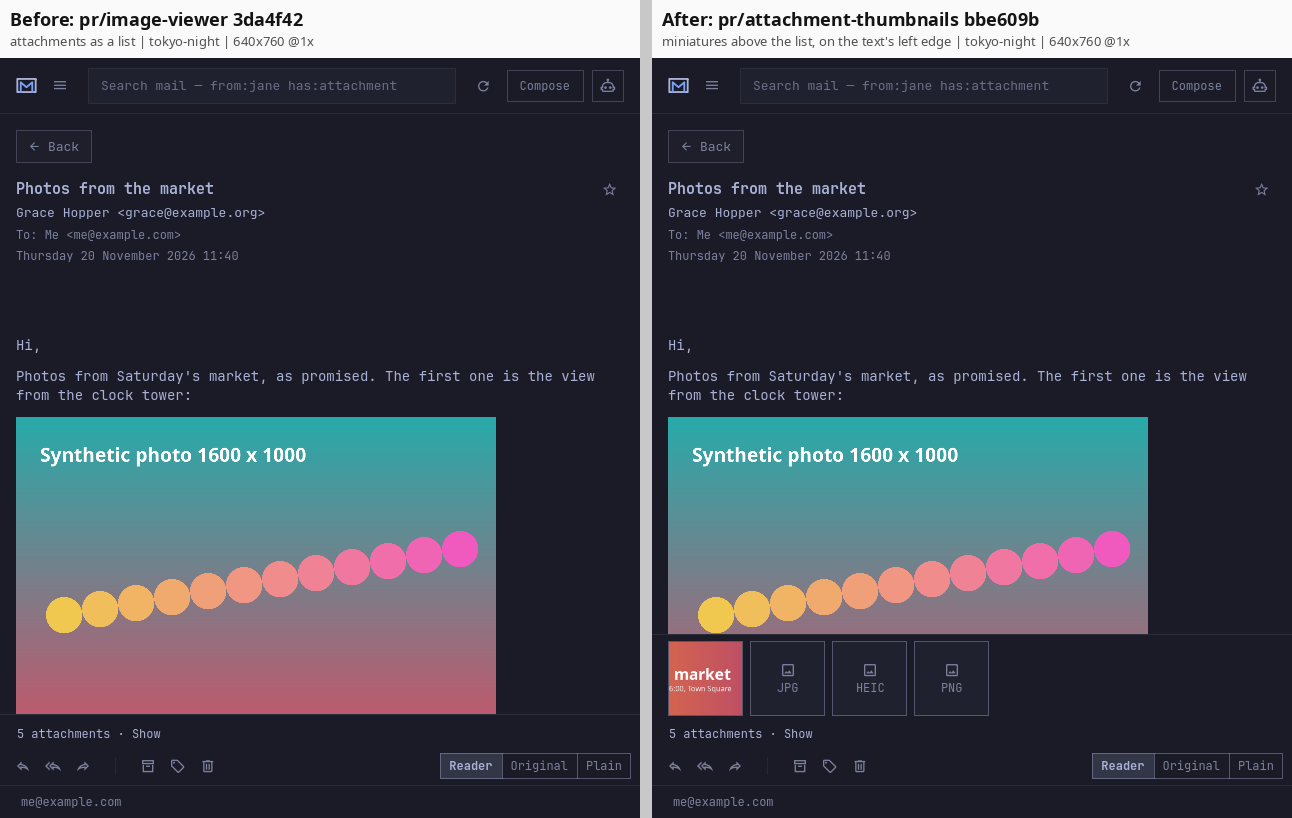 Before: pr/image-viewer 3da4f42
attachments as a list | tokyo-night | 640x760 @1x
Search mail — from:jane has:attachment
Compose
← Back
Photos from the market
Grace Hopper <grace@example.org>
To: Me <me@example.com>
Thursday 20 November 2026 11:40
Hi,
Photos from Saturday's market, as promised. The first one is the view
from the clock tower:
Synthetic photo 1600 x 1000
5 attachments · Show
Reader Original Plain
me@example.com
After: pr/attachment-thumbnails bbe609b
miniatures above the list, on the text's left edge | tokyo-night | 640x760 @1x
Search mail — from:jane has:attachment
Compose
← Back
Photos from the market
Grace Hopper <grace@example.org>
To: Me <me@example.com>
Thursday 20 November 2026 11:40
Hi,
Photos from Saturday's market, as promised. The first one is the view
from the clock tower:
Synthetic photo 1600 x 1000
market
6:00, Town Square
JPG
HEIC
PNG
5 attachments · Show
Reader Original Plain
me@example.com